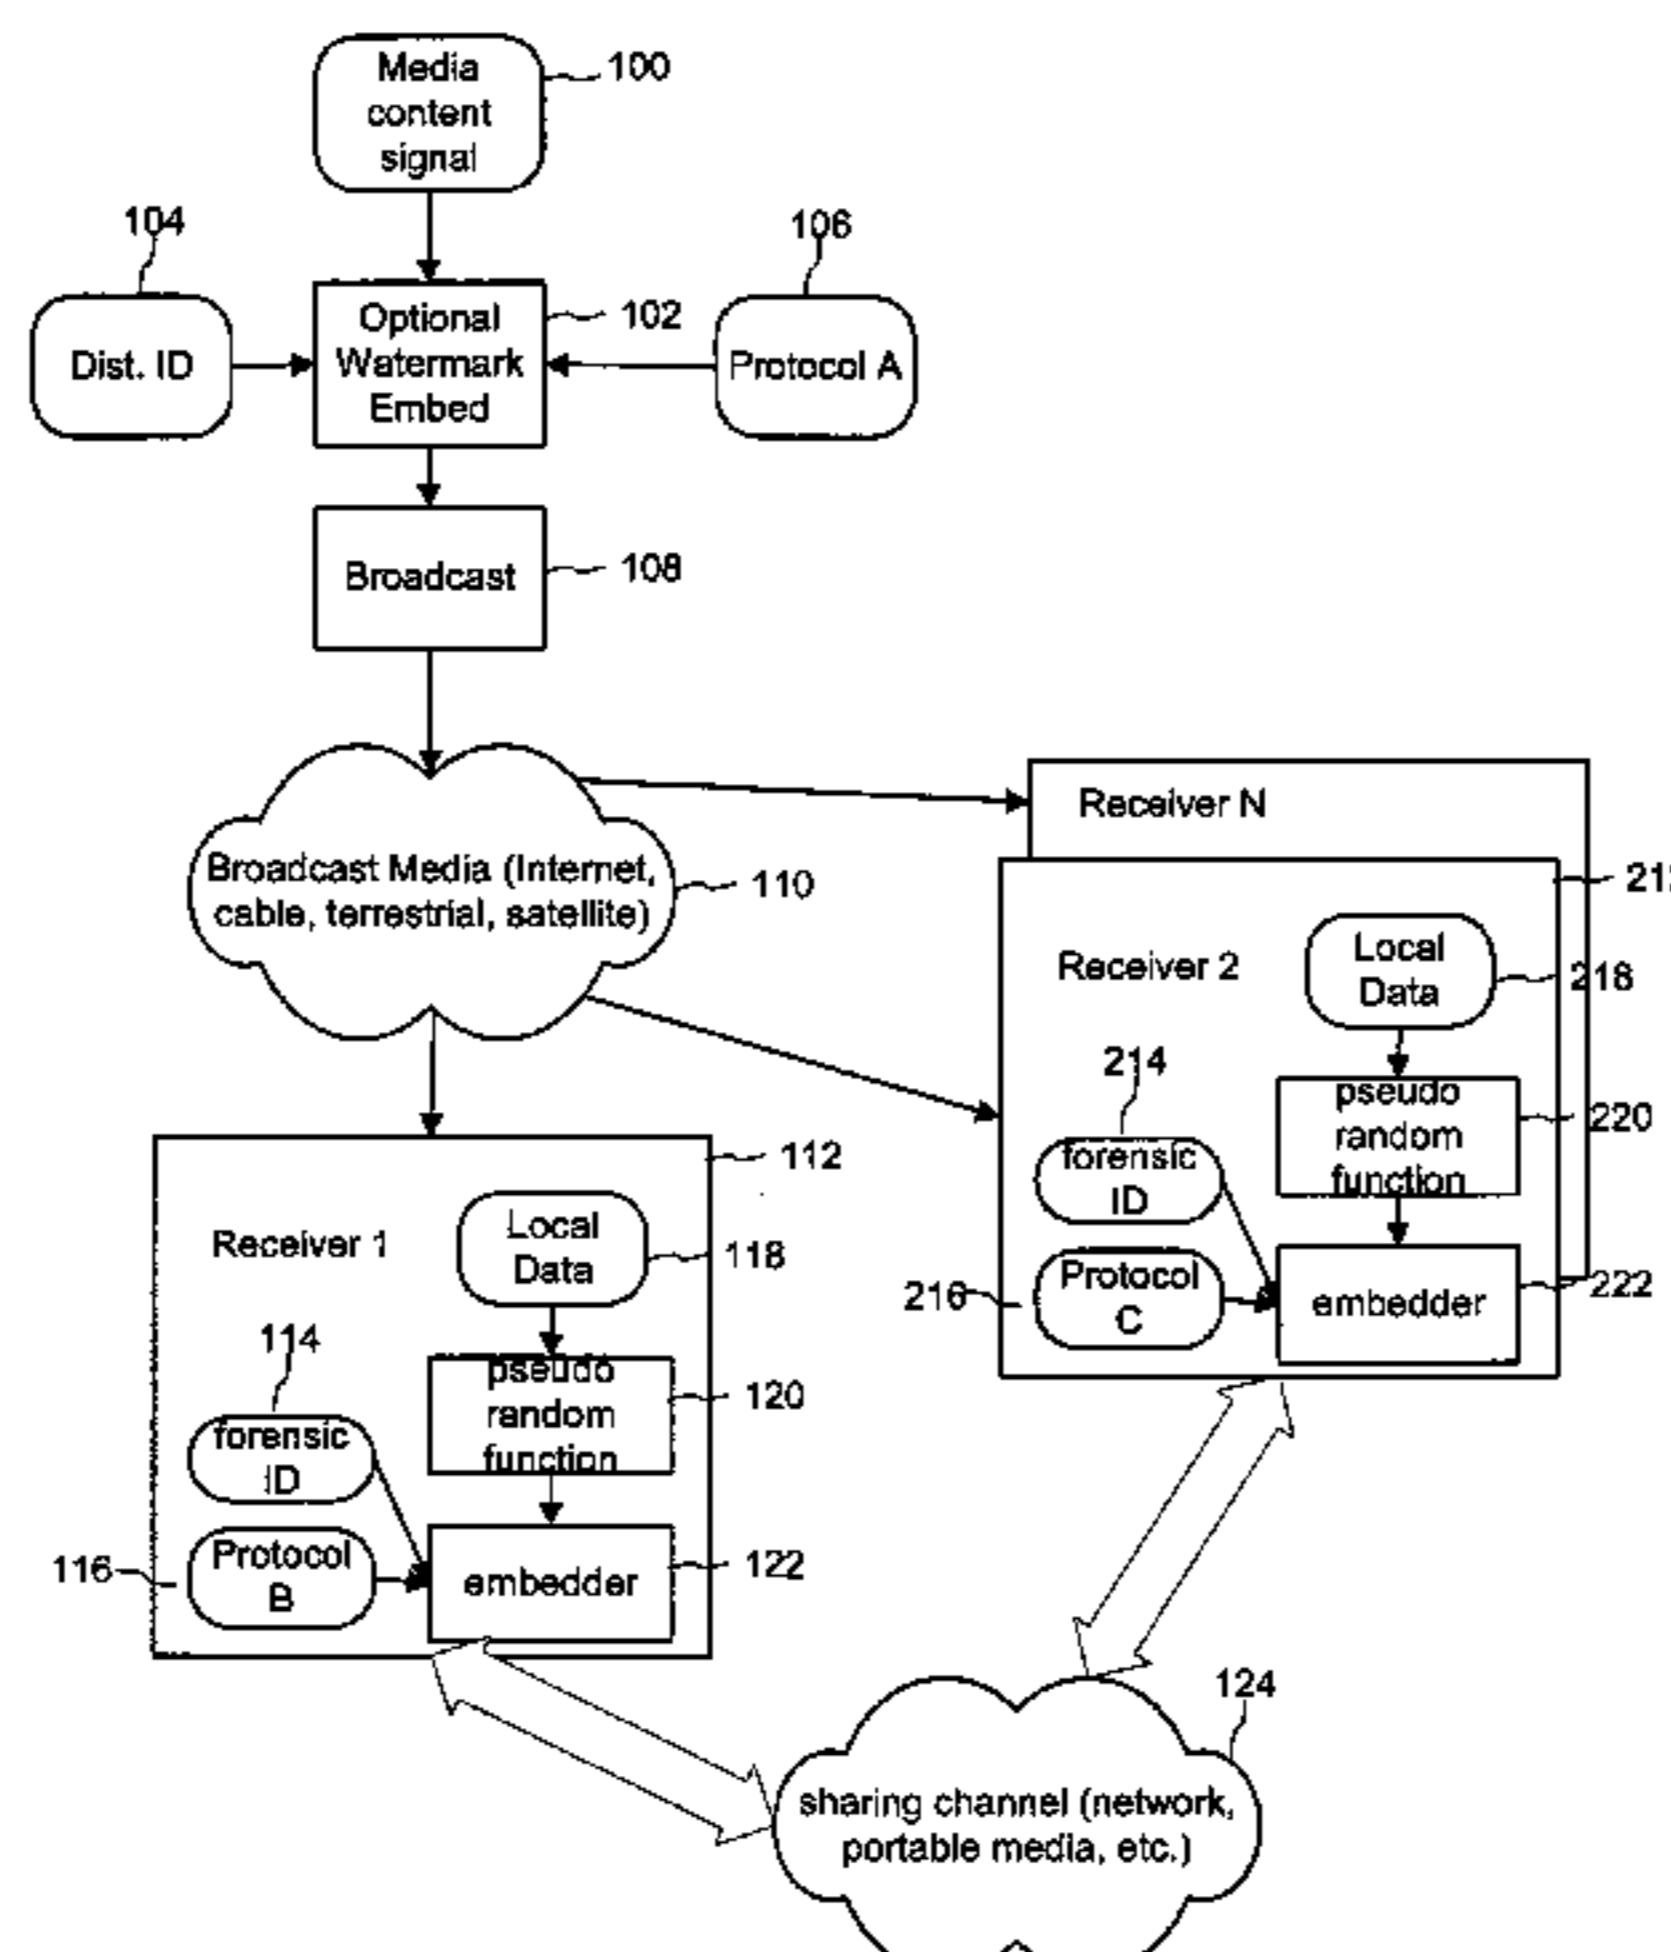 Media
content
signal
100
104
106
Dist. ID
Optional
Watermark
Embed
102
Protocol A
Broadcast
108
Broadcast Media (Internet,
cable, terrestrial, satellite)
110
Receiver N
Receiver 2
Local
Data
218
214
forensic
ID
pseudo
random
function
220
216
Protocol
C
embedder
222
112
Receiver 1
Local
Data
118
114
forensic
ID
pseudo
random
function
120
116
Protocol
B
embedder
122
124
sharing channel (network,
portable media, etc.)